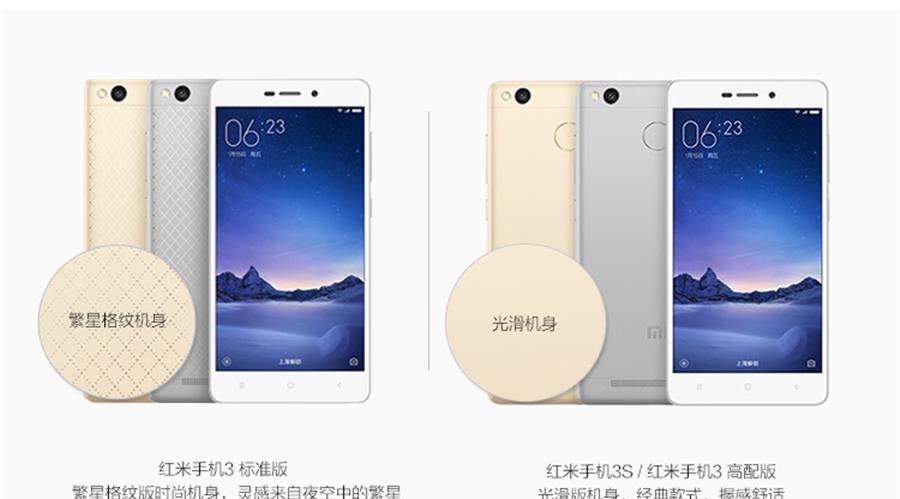 06:23
1月15日 周五
06:23
1月15日 周五
繁星格纹机身
光滑机身
mi
上滑解锁
上滑解锁
红米手机3 标准版
红米手机3S / 红米手机3 高配版
繁星格纹版时尚机身，灵感来自夜空中的繁星
光滑版机身，经典款式，握感舒适